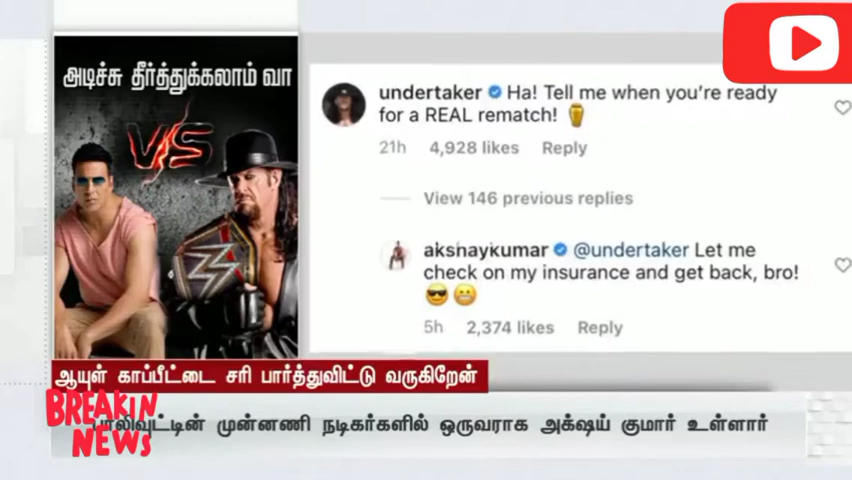 அடிச்சு தீர்த்துக்கலாம் வா
VS
undertaker Ha! Tell me when you're ready
for a REAL rematch! 🍺
21h 4,928 likes Reply
View 146 previous replies
akshaykumar @undertaker Let me
check on my insurance and get back, bro!
😎😬
5h 2,374 likes Reply
ஆயுள் காப்பீட்டை சரி பார்த்துவிட்டு வருகிறேன்
BREAKIN
NEWS
முன்னணி நடிகர்களில் ஒருவராக அக்ஷய் குமார் உள்ளார்